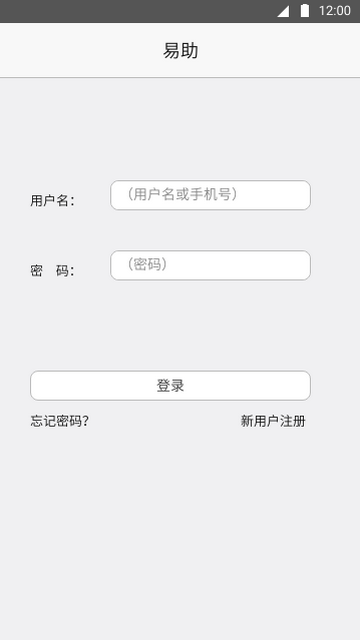 12:00
易助
用户名：
（用户名或手机号）
密　码：
（密码）
登录
忘记密码？
新用户注册